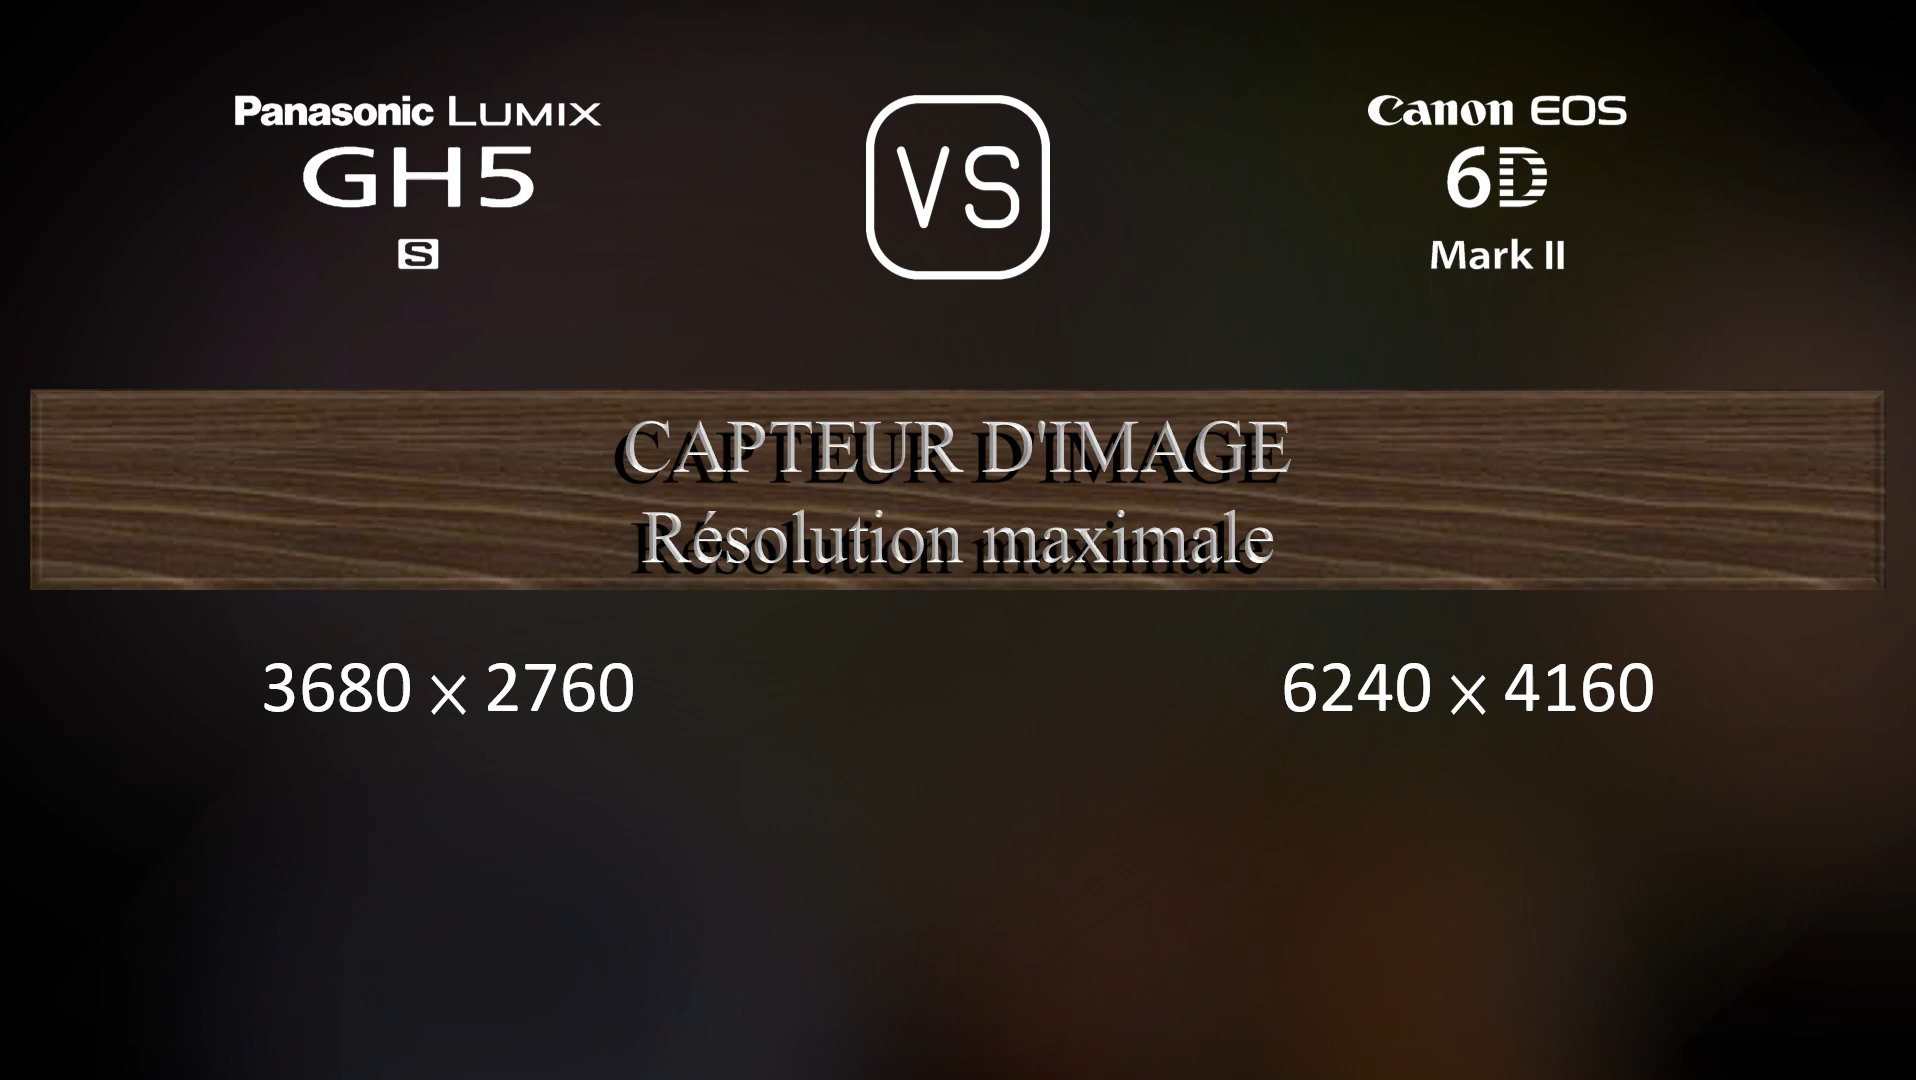 Panasonic LUMIX
GH5
S
VS
Canon EOS
6D
Mark II
CAPTEUR D'IMAGE
Résolution maximale
3680 x 2760
6240 x 4160